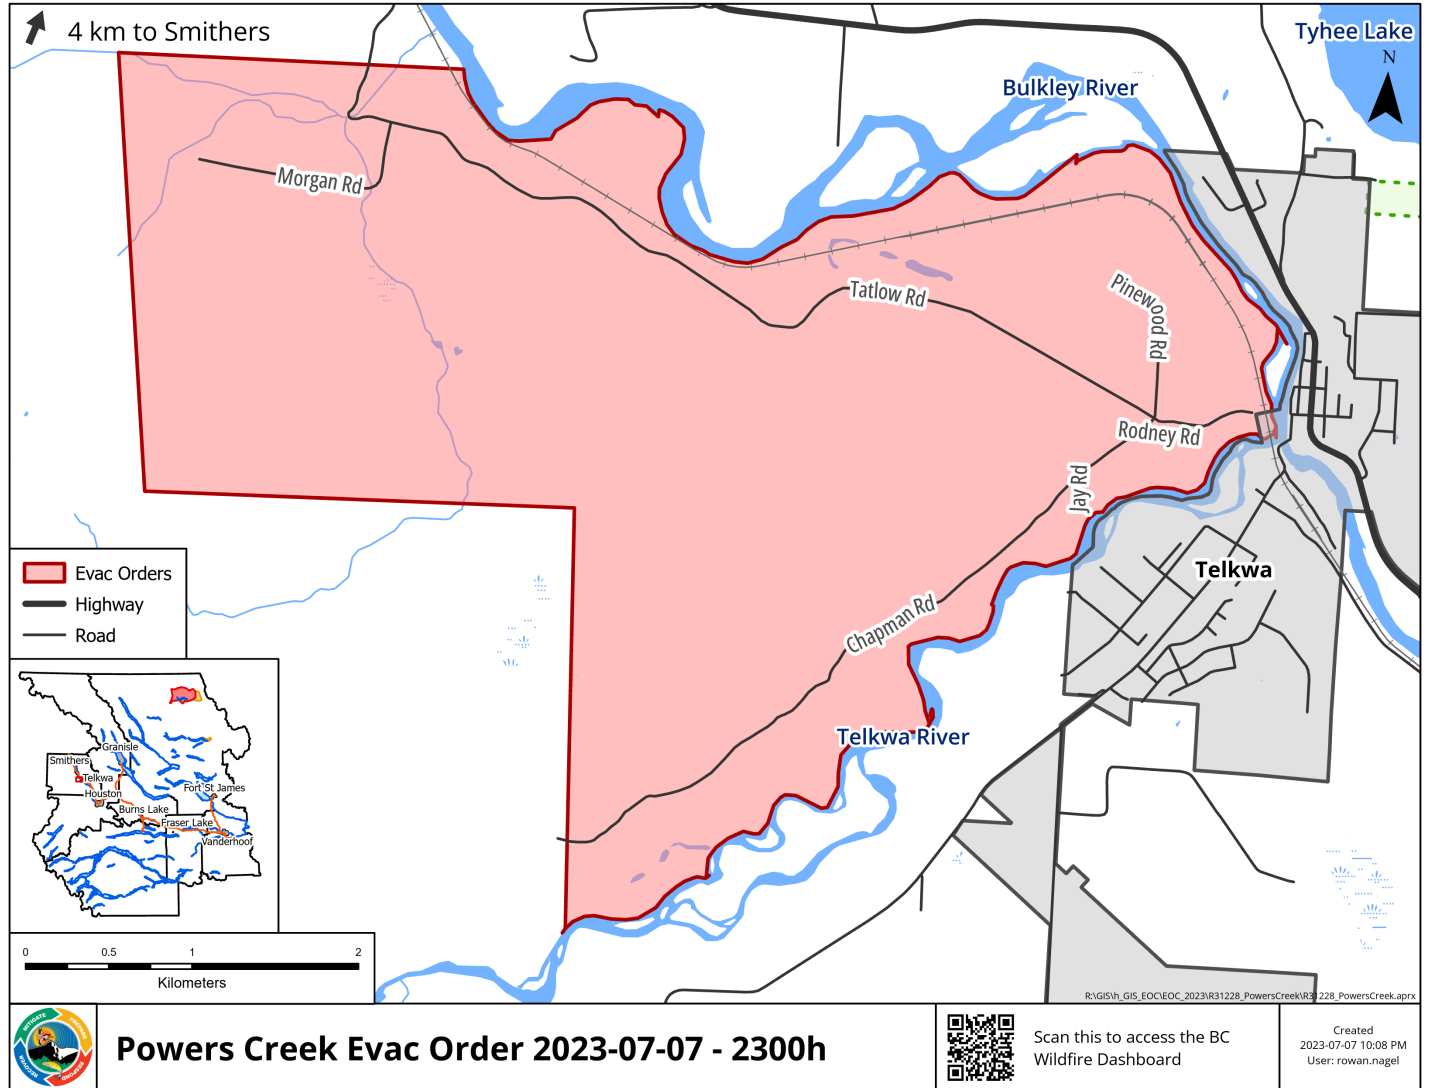 4 km to Smithers
Tyhee Lake
N
Bulkley River
Morgan Rd
Tatlow Rd
Pinewood Rd
Rodney Rd
Jay Rd
Telkwa
Chapman Rd
Telkwa River
Evac Orders
Highway
Road
Granisle
Smithers
Telkwa
Houston
Fort St James
Burns Lake
Fraser Lake
Vanderhoof
0 0.5 1 2
Kilometers
R:\GIS\h_GIS_EOC\EOC_2023\R31228_PowersCreek\R31228_PowersCreek.aprx
MITIGATE
PREPARE
RESPOND
RECOVER
Powers Creek Evac Order 2023-07-07 - 2300h
Scan this to access the BC
Wildfire Dashboard
Created
2023-07-07 10:08 PM
User: rowan.nagel